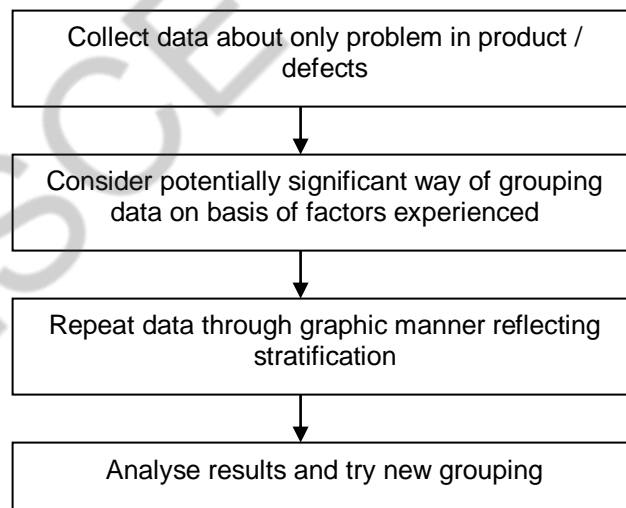 Collect data about only problem in product /
defects
Consider potentially significant way of grouping
data on basis of factors experienced
Repeat data through graphic manner reflecting
stratification
Analyse results and try new grouping